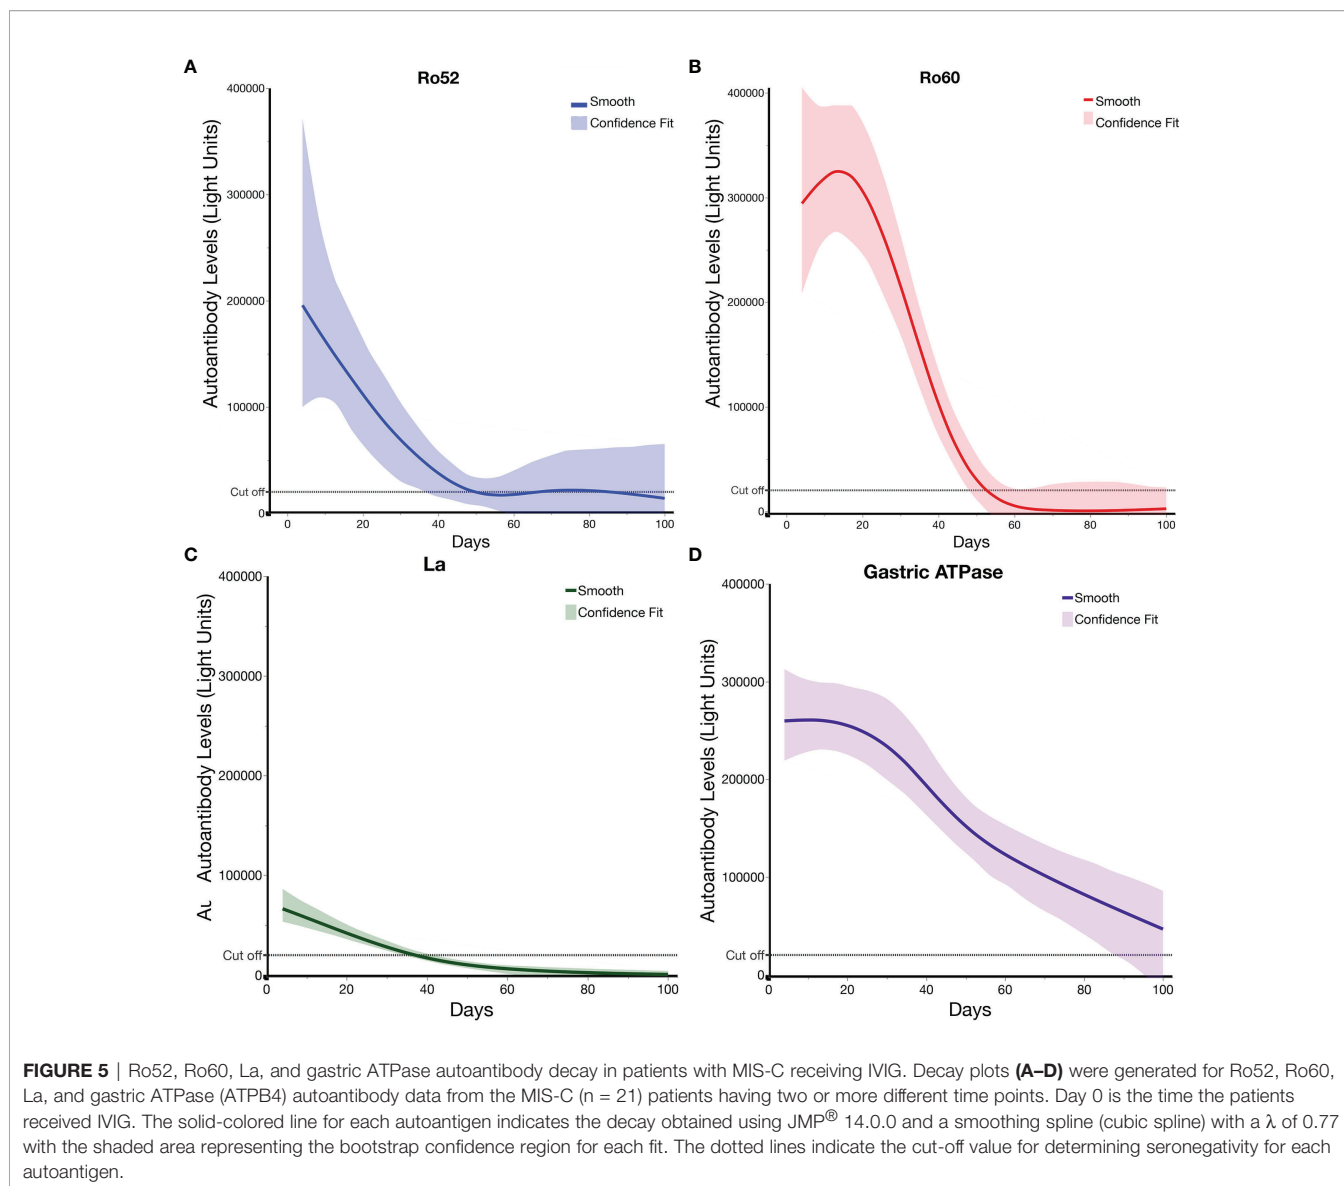 A
Ro52
400000
300000
200000
100000
Cut off
0
0 20 40 60 80 100
Days
Autoantibody Levels (Light Units)
Smooth
Confidence Fit
B
Ro60
400000
300000
200000
100000
Cut off
0
0 20 40 60 80 100
Days
Autoantibody Levels (Light Units)
Smooth
Confidence Fit
C
La
400000
300000
200000
100000
Cut off
0
0 20 40 60 80 100
Days
Au Autoantibody Levels (Light Units)
Smooth
Confidence Fit
D
Gastric ATPase
400000
300000
200000
100000
Cut off
0
0 20 40 60 80 100
Days
Autoantibody Levels (Light Units)
Smooth
Confidence Fit
FIGURE 5 | Ro52, Ro60, La, and gastric ATPase autoantibody decay in patients with MIS-C receiving IVIG. Decay plots (A–D) were generated for Ro52, Ro60,
La, and gastric ATPase (ATPB4) autoantibody data from the MIS-C (n = 21) patients having two or more different time points. Day 0 is the time the patients
received IVIG. The solid-colored line for each autoantigen indicates the decay obtained using JMP® 14.0.0 and a smoothing spline (cubic spline) with a λ of 0.77
with the shaded area representing the bootstrap confidence region for each fit. The dotted lines indicate the cut-off value for determining seronegativity for each
autoantigen.